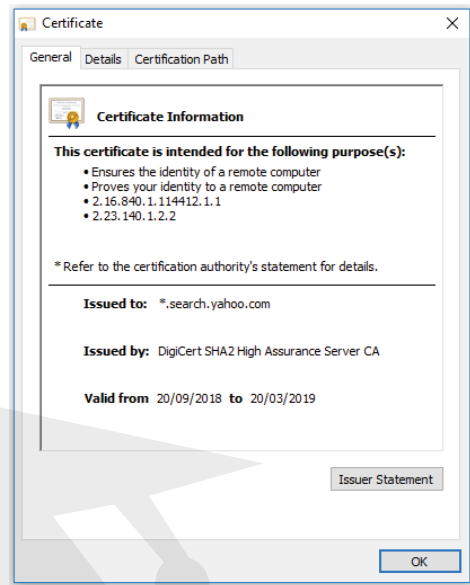 Certificate
General Details Certification Path
Certificate Information
This certificate is intended for the following purpose(s):
• Ensures the identity of a remote computer
• Proves your identity to a remote computer
• 2.16.840.1.114412.1.1
• 2.23.140.1.2.2
* Refer to the certification authority's statement for details.
Issued to: *.search.yahoo.com
Issued by: DigiCert SHA2 High Assurance Server CA
Valid from 20/09/2018 to 20/03/2019
Issuer Statement
OK